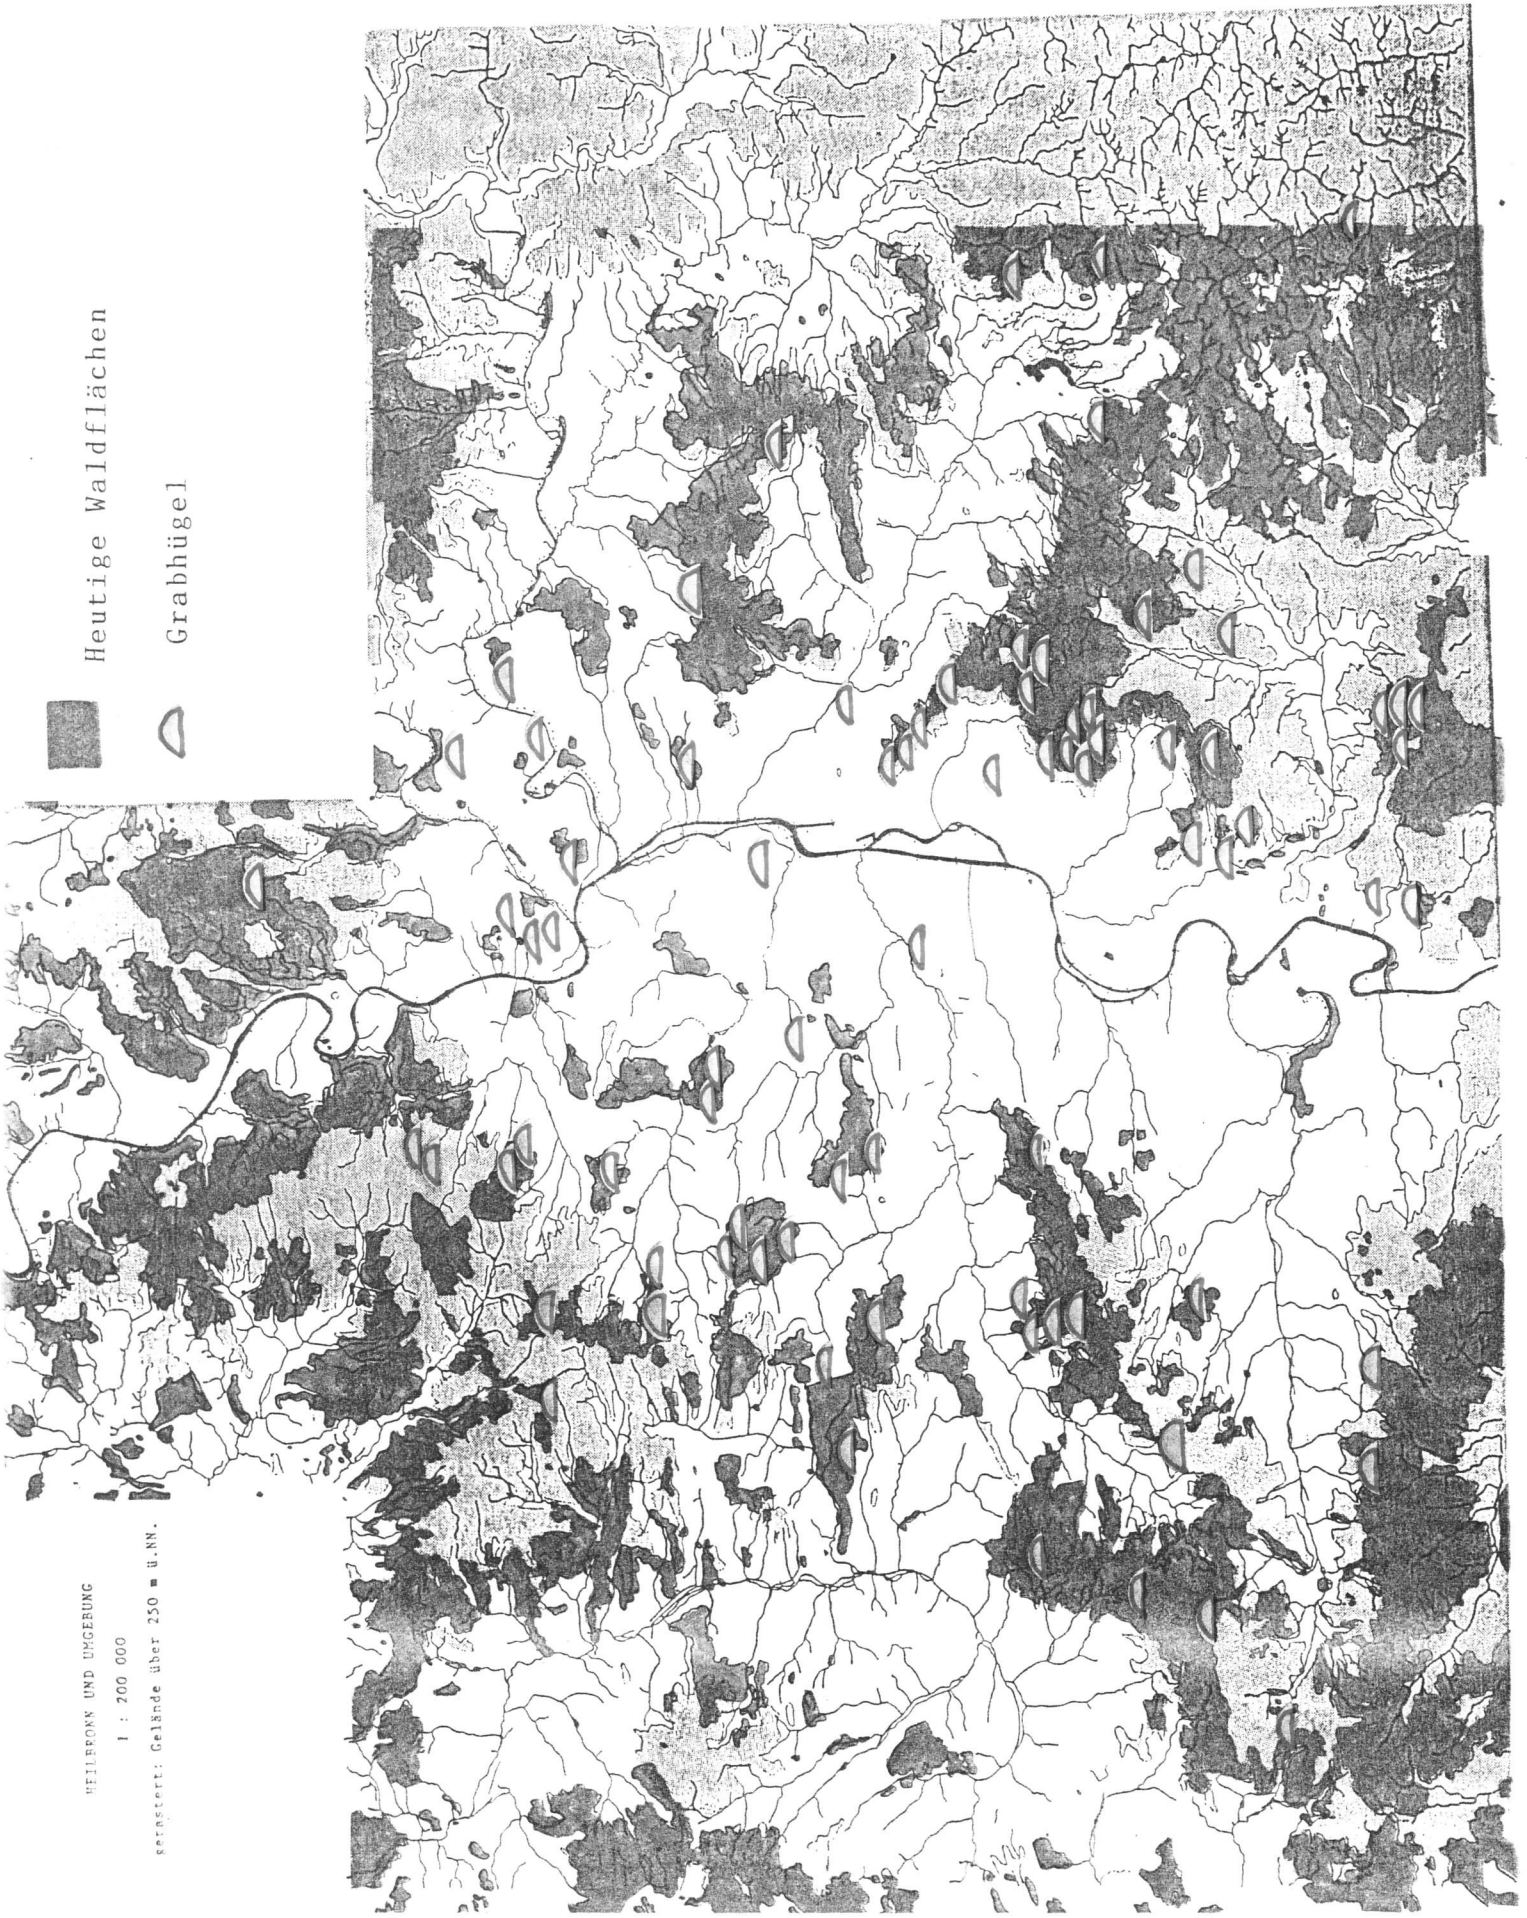 HEILBRONN UND UMGEBUNG
1 : 200 000
gerastert: Gelände über 250 m ü.NN.
Heutige Waldflächen
Grabhügel